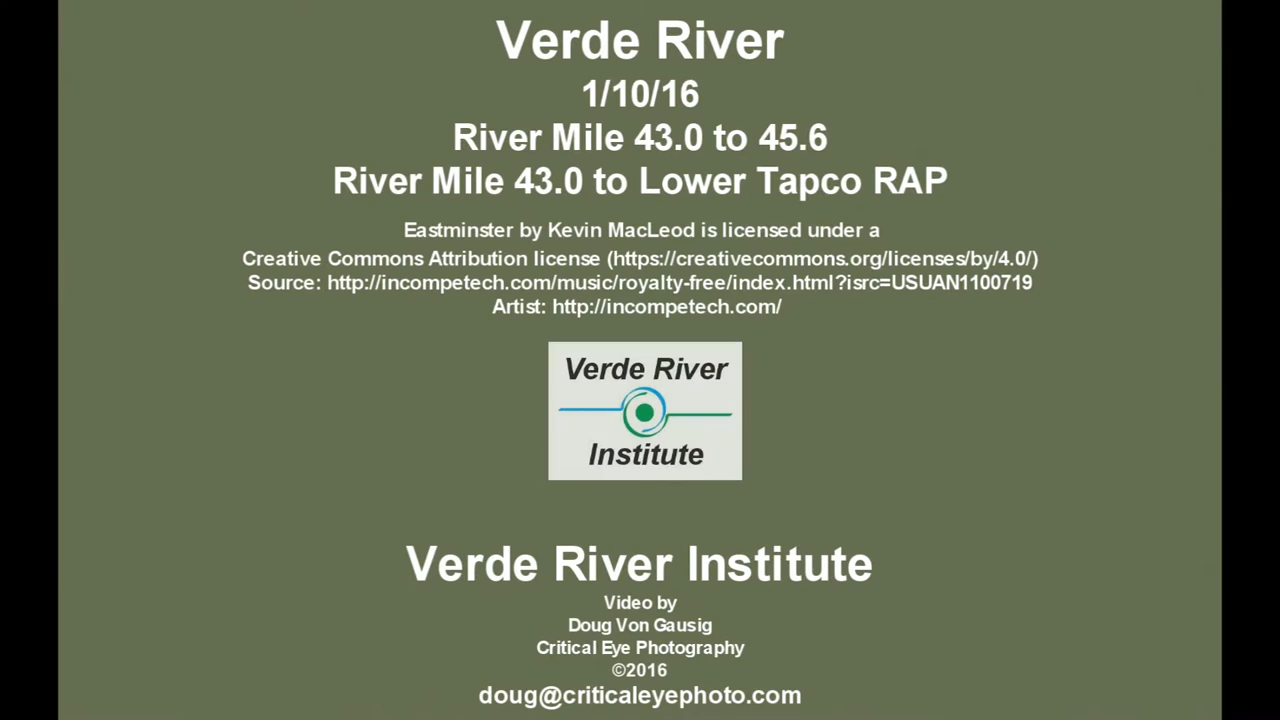 Verde River
1/10/16
River Mile 43.0 to 45.6
River Mile 43.0 to Lower Tapco RAP
Eastminster by Kevin MacLeod is licensed under a
Creative Commons Attribution license (https://creativecommons.org/licenses/by/4.0/)
Source: http://incompetech.com/music/royalty-free/index.html?isrc=USUAN1100719
Artist: http://incompetech.com/
Verde River
Institute
Verde River Institute
Video by
Doug Von Gausig
Critical Eye Photography
©2016
doug@criticaleyephoto.com